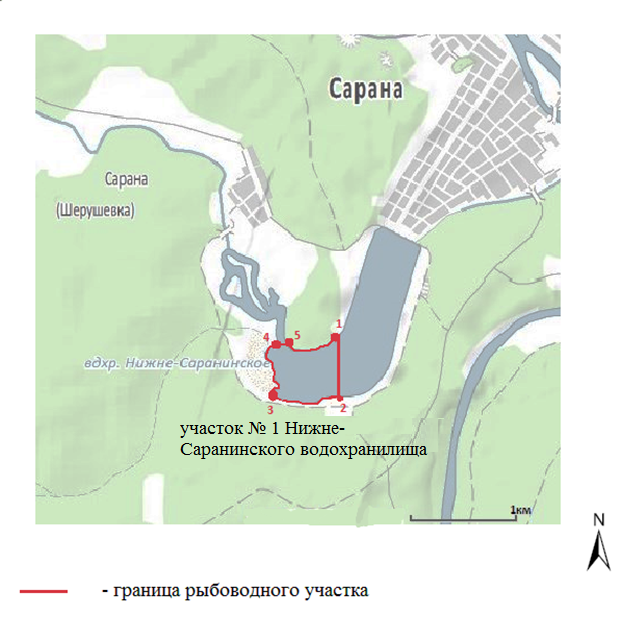 Сарана
Сарана
(Шерушевка)
1
4
5
вдхр. Нижне-Саранинское
3
2
участок № 1 Нижне-
Саранинского водохранилища
1км
N
- граница рыбоводного участка